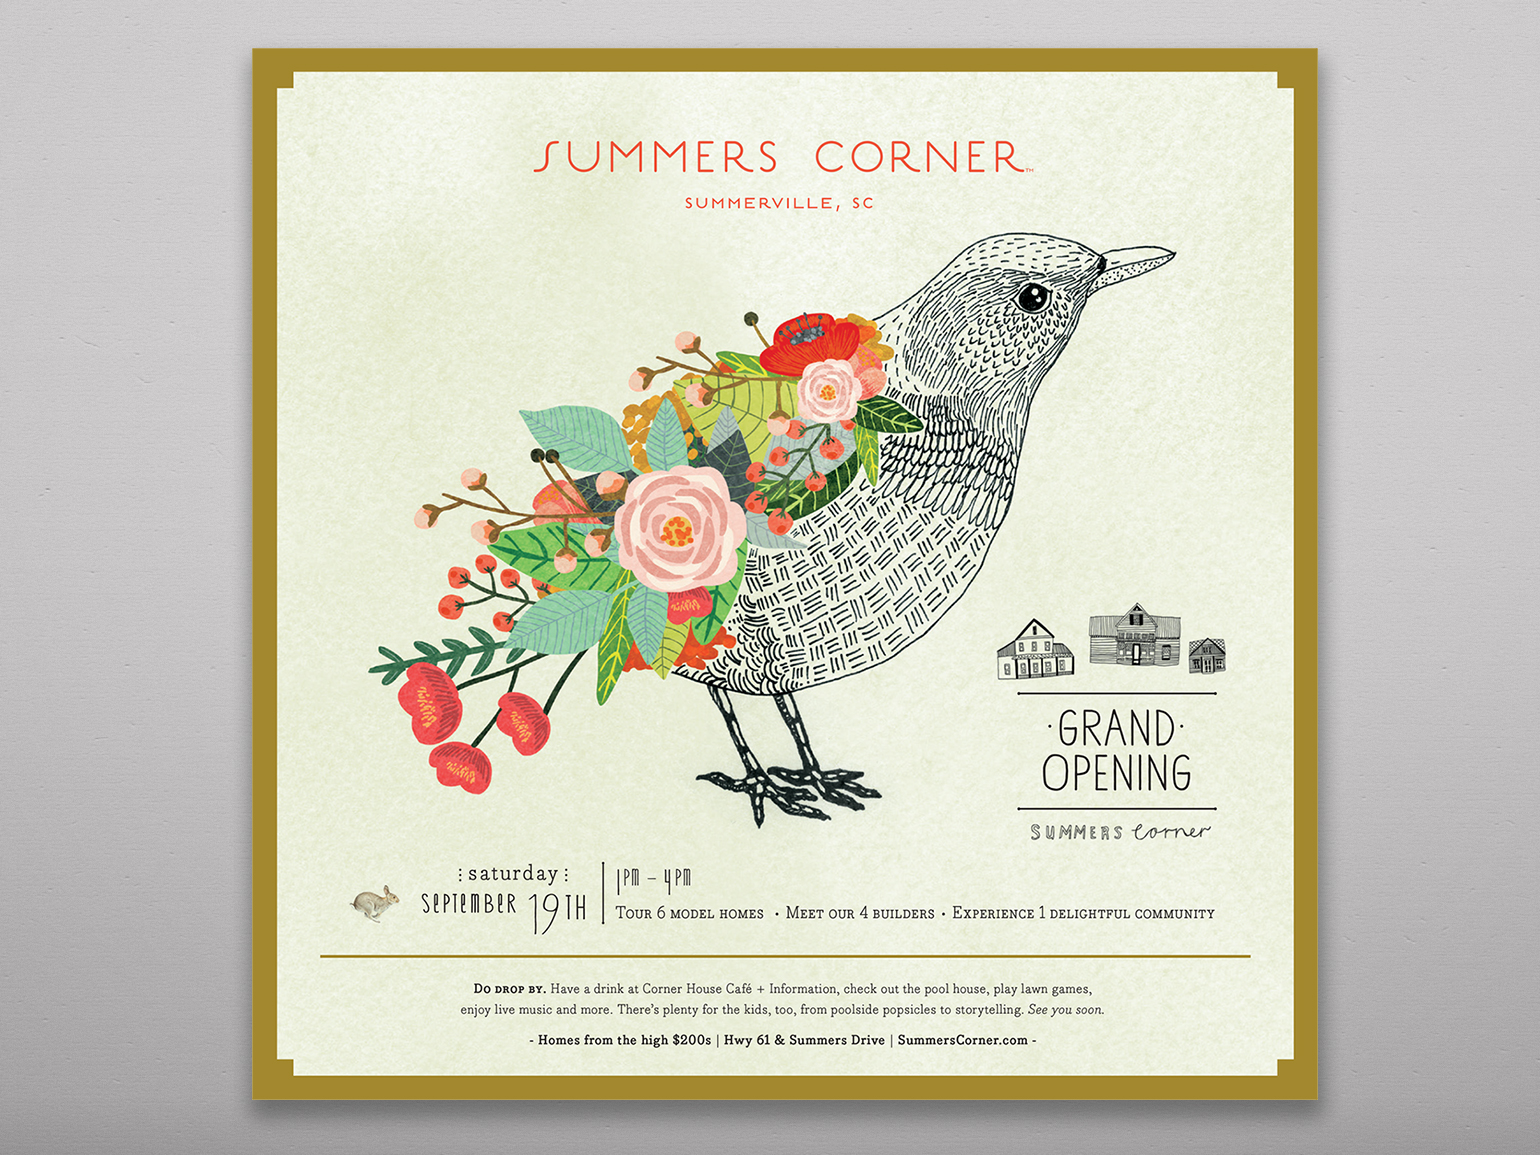 SUMMERS CORNER™
SUMMERVILLE, SC
·GRAND·
OPENING
SUMMERS corner
saturday
SEPTEMBER 19TH
1PM – 4PM
TOUR 6 MODEL HOMES • MEET OUR 4 BUILDERS • EXPERIENCE 1 DELIGHTFUL COMMUNITY
DO DROP BY. Have a drink at Corner House Café + Information, check out the pool house, play lawn games,
enjoy live music and more. There's plenty for the kids, too, from poolside popsicles to storytelling. See you soon.
- Homes from the high $200s | Hwy 61 & Summers Drive | SummersCorner.com -